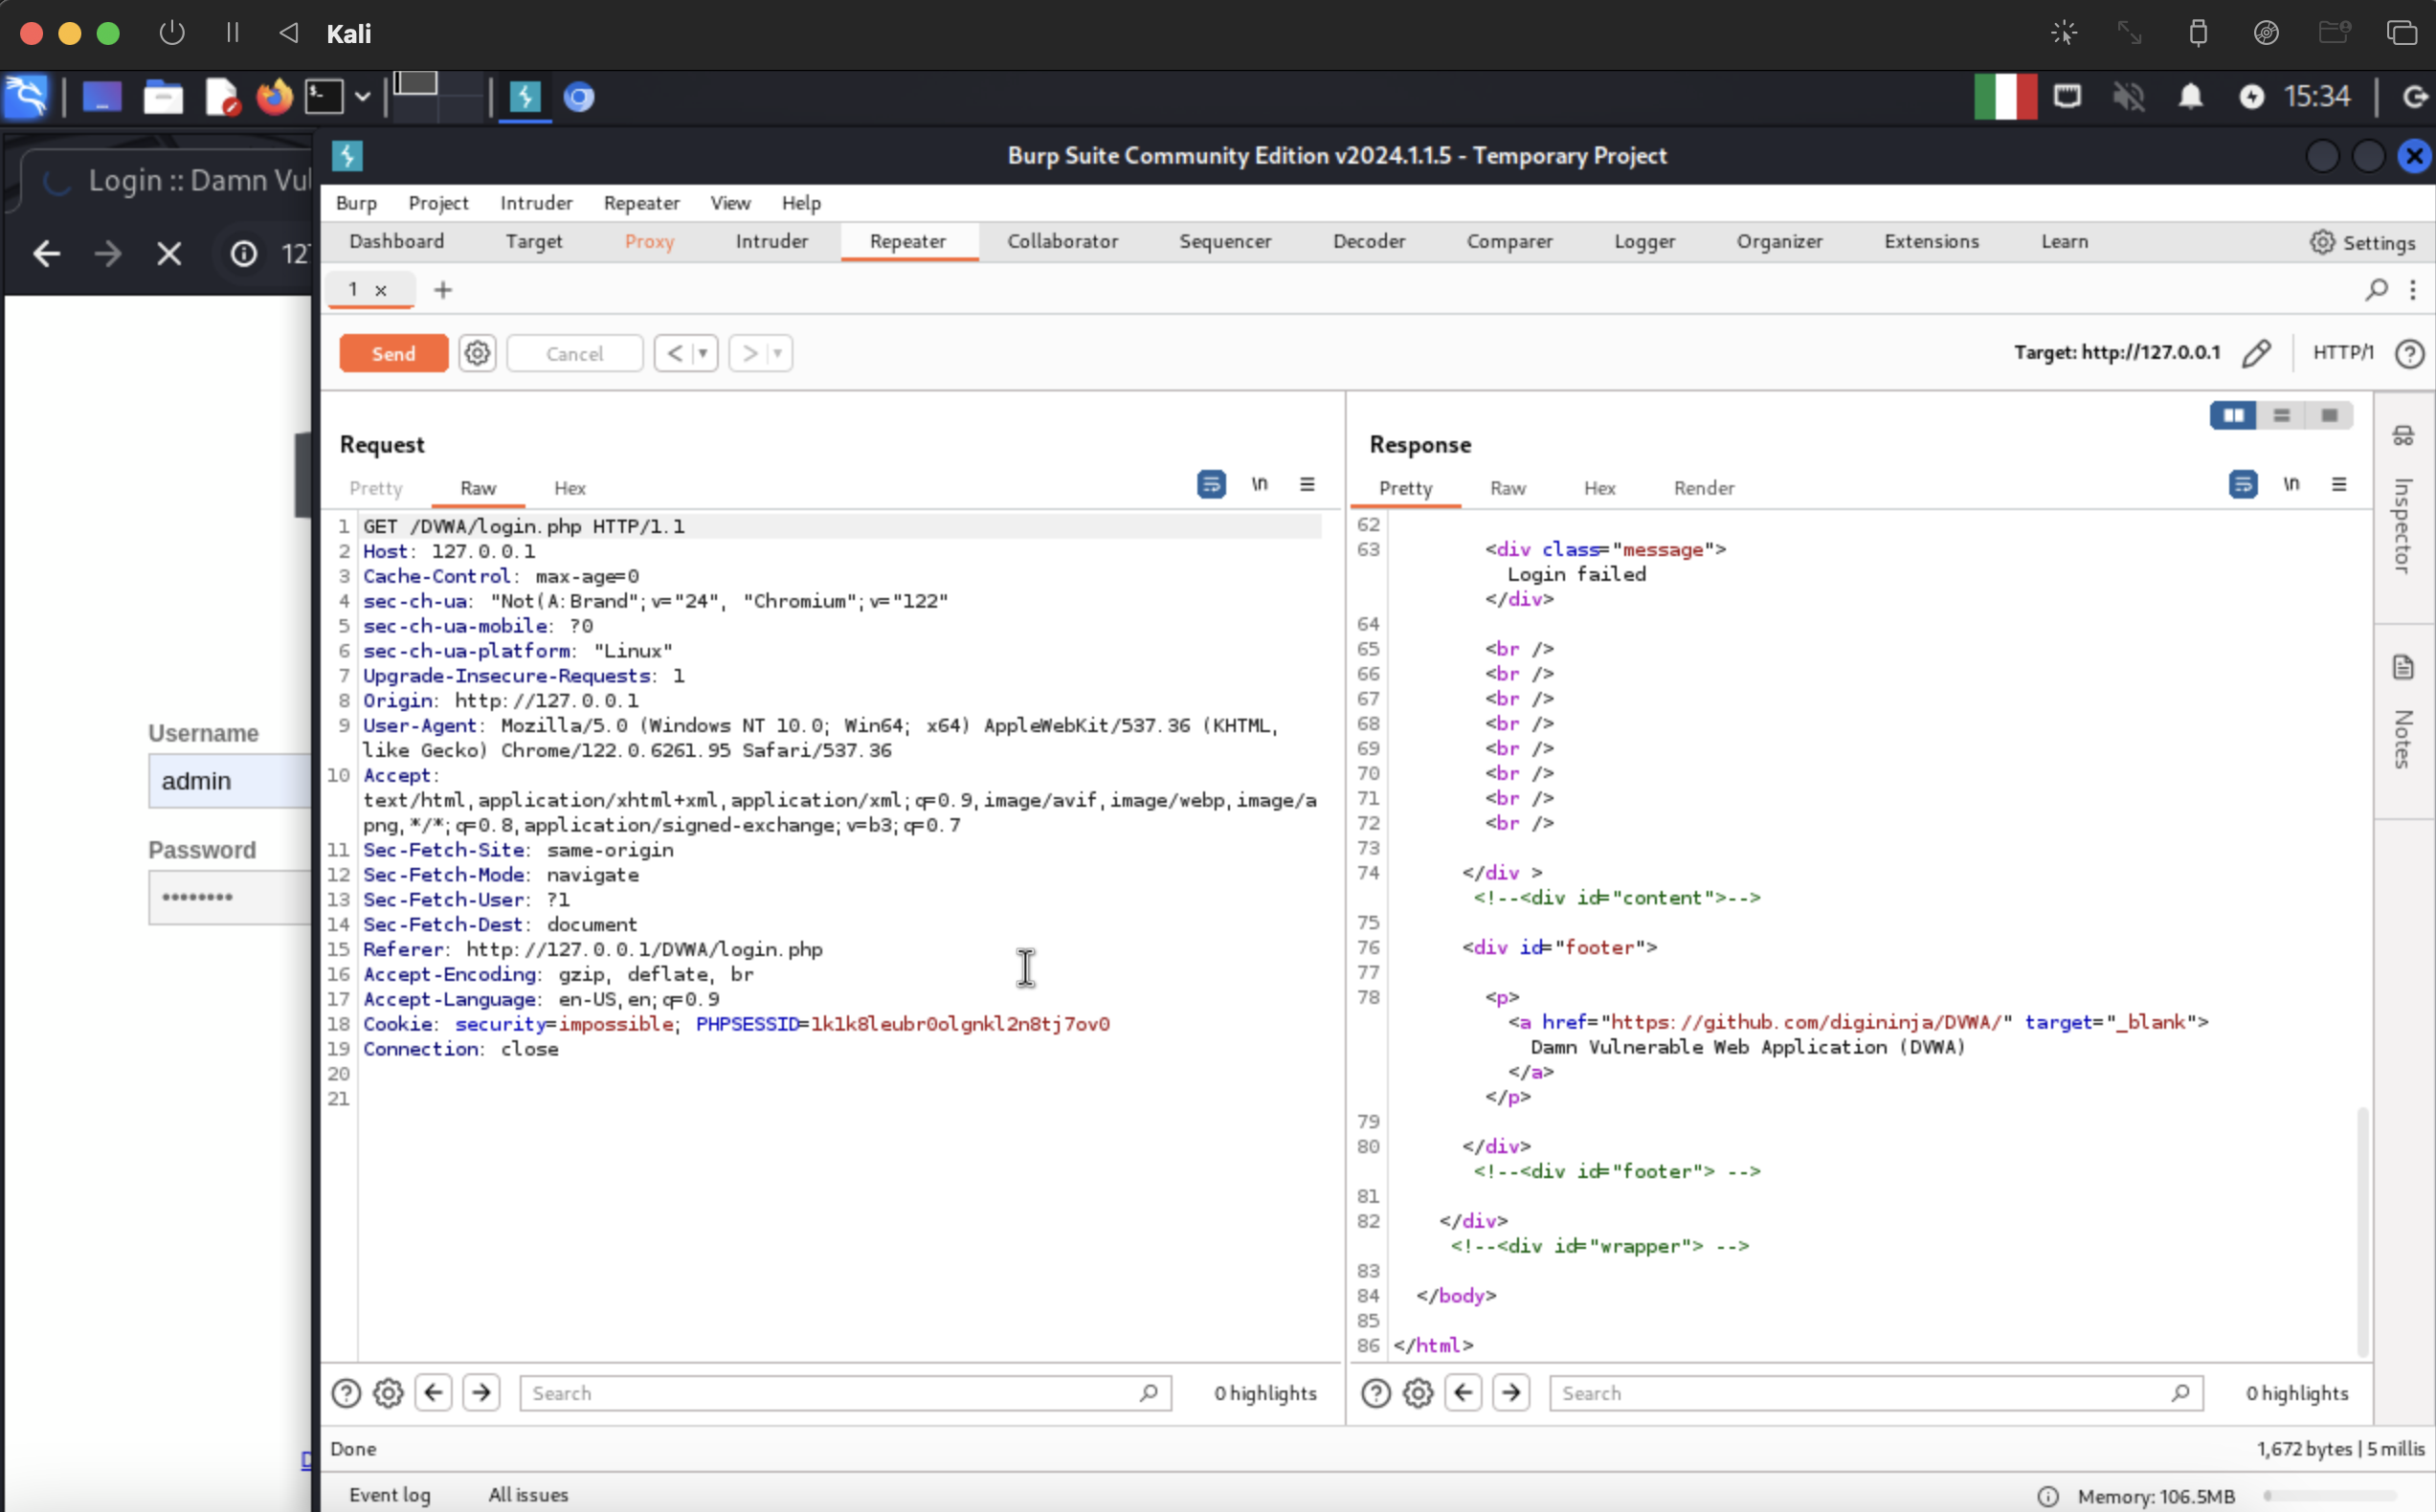 Kali
15:34
Login :: Damn Vul
127
Username
admin
Password
••••••••
D
Burp Suite Community Edition v2024.1.1.5 - Temporary Project
Burp Project Intruder Repeater View Help
Dashboard Target Proxy Intruder Repeater Collaborator Sequencer Decoder Comparer Logger Organizer Extensions Learn Settings
1 × +
Send Cancel < > Target: http://127.0.0.1 HTTP/1
Request
Pretty Raw Hex \n
1 GET /DVWA/login.php HTTP/1.1
2 Host: 127.0.0.1
3 Cache-Control: max-age=0
4 sec-ch-ua: "Not(A:Brand";v="24", "Chromium";v="122"
5 sec-ch-ua-mobile: ?0
6 sec-ch-ua-platform: "Linux"
7 Upgrade-Insecure-Requests: 1
8 Origin: http://127.0.0.1
9 User-Agent: Mozilla/5.0 (Windows NT 10.0; Win64; x64) AppleWebKit/537.36 (KHTML,
like Gecko) Chrome/122.0.6261.95 Safari/537.36
10 Accept:
text/html,application/xhtml+xml,application/xml;q=0.9,image/avif,image/webp,image/a
png,*/*;q=0.8,application/signed-exchange;v=b3;q=0.7
11 Sec-Fetch-Site: same-origin
12 Sec-Fetch-Mode: navigate
13 Sec-Fetch-User: ?1
14 Sec-Fetch-Dest: document
15 Referer: http://127.0.0.1/DVWA/login.php
16 Accept-Encoding: gzip, deflate, br
17 Accept-Language: en-US,en;q=0.9
18 Cookie: security=impossible; PHPSESSID=1k1k8leubr0olgnkl2n8tj7ov0
19 Connection: close
20
21
Search 0 highlights
Response
Pretty Raw Hex Render \n
62
63 <div class="message">
Login failed
</div>
64
65 <br />
66 <br />
67 <br />
68 <br />
69 <br />
70 <br />
71 <br />
72 <br />
73
74 </div >
<!--<div id="content">-->
75
76 <div id="footer">
77
78 <p>
<a href="https://github.com/digininja/DVWA/" target="_blank">
Damn Vulnerable Web Application (DVWA)
</a>
</p>
79
80 </div>
<!--<div id="footer"> -->
81
82 </div>
<!--<div id="wrapper"> -->
83
84 </body>
85
86 </html>
Search 0 highlights
Inspector
Notes
Done 1,672 bytes | 5 millis
Event log All issues Memory: 106.5MB